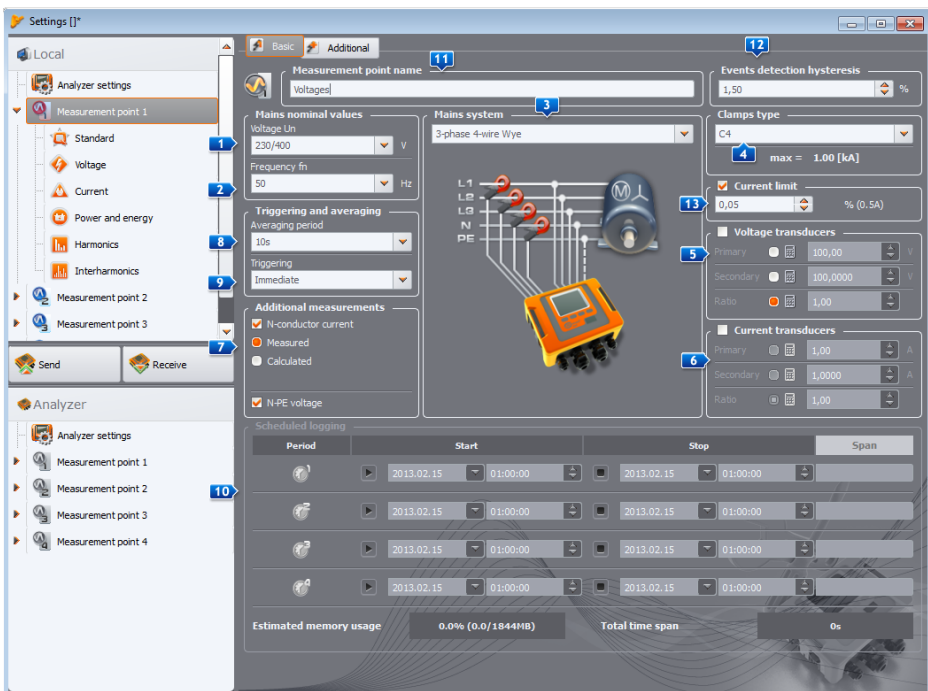 Settings []*
Local
Analyzer settings
Measurement point 1
Standard
Voltage
Current
Power and energy
Harmonics
Interharmonics
Measurement point 2
Measurement point 3
Send
Receive
Analyzer
Analyzer settings
Measurement point 1
Measurement point 2
Measurement point 3
Measurement point 4
Basic
Additional
11
12
Measurement point name
Voltages
Events detection hysteresis
1,50 %
Mains nominal values
Voltage Un
1
230/400 V
Frequency fn
2
50 Hz
Triggering and averaging
Averaging period
8
10s
Triggering
9
Immediate
Additional measurements
N-conductor current
7
Measured
Calculated
N-PE voltage
3
Mains system
3-phase 4-wire Wye
L1
L2
L3
N
PE
M
Clamps type
C4
4
max = 1.00 [kA]
Current limit
13
0,05 % (0.5A)
Voltage transducers
5
Primary 100,00 V
Secondary 100,0000 V
Ratio 1,00
Current transducers
6
Primary 1,00 A
Secondary 1,0000 A
Ratio 1,00
Scheduled logging
Period Start Stop Span
10
1 2013.02.15 01:00:00 2013.02.15 01:00:00
2 2013.02.15 01:00:00 2013.02.15 01:00:00
3 2013.02.15 01:00:00 2013.02.15 01:00:00
4 2013.02.15 01:00:00 2013.02.15 01:00:00
Estimated memory usage 0.0% (0.0/1844MB) Total time span 0s